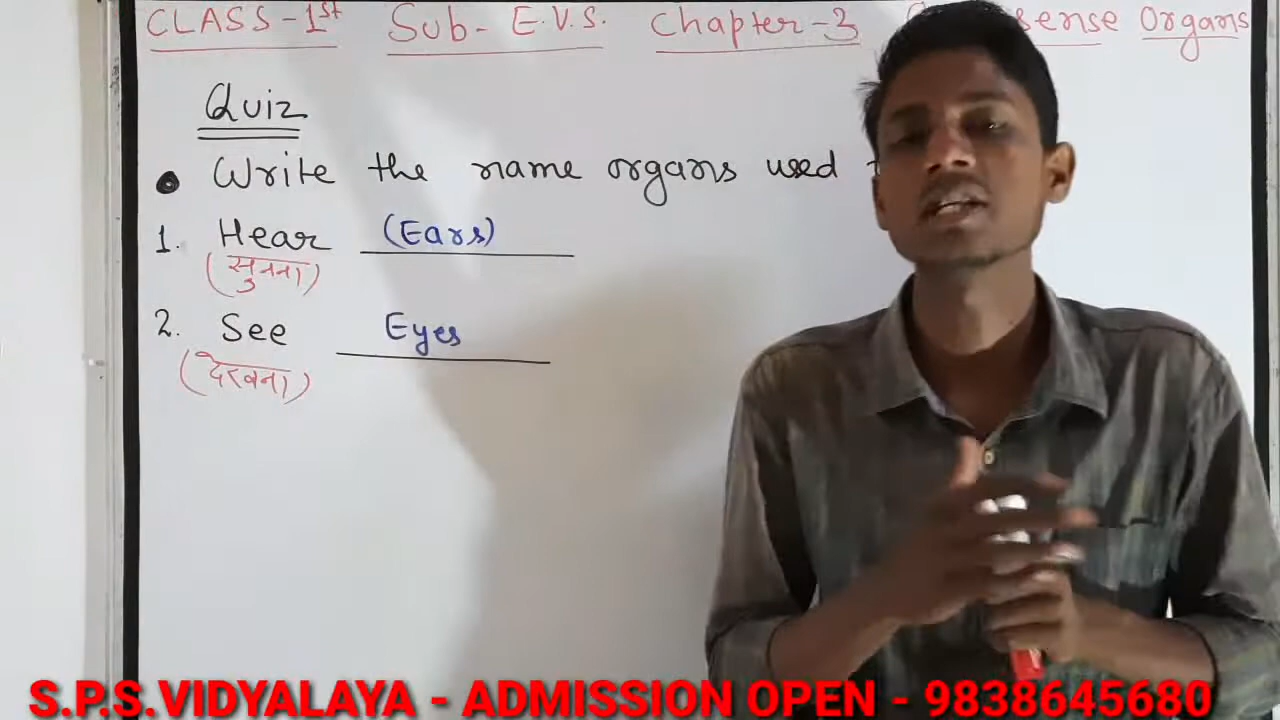 CLASS-1st Sub- E.V.S. Chapter-3 sense Organs
Quiz
• Write the name organs used
1. Hear (Ears)
(सुनना)
2. See Eyes
(देखना)
S.P.S.VIDYALAYA - ADMISSION OPEN - 9838645680